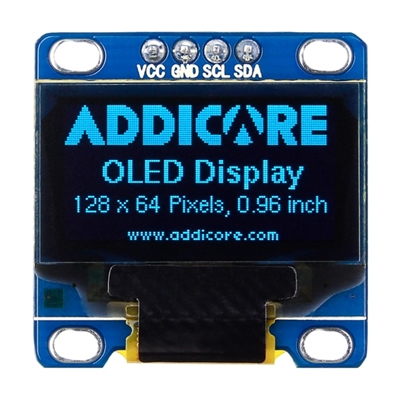 VCC GND SCL SDA
ADDICORE
OLED Display
128 x 64 Pixels, 0.96 inch
www.addicore.com